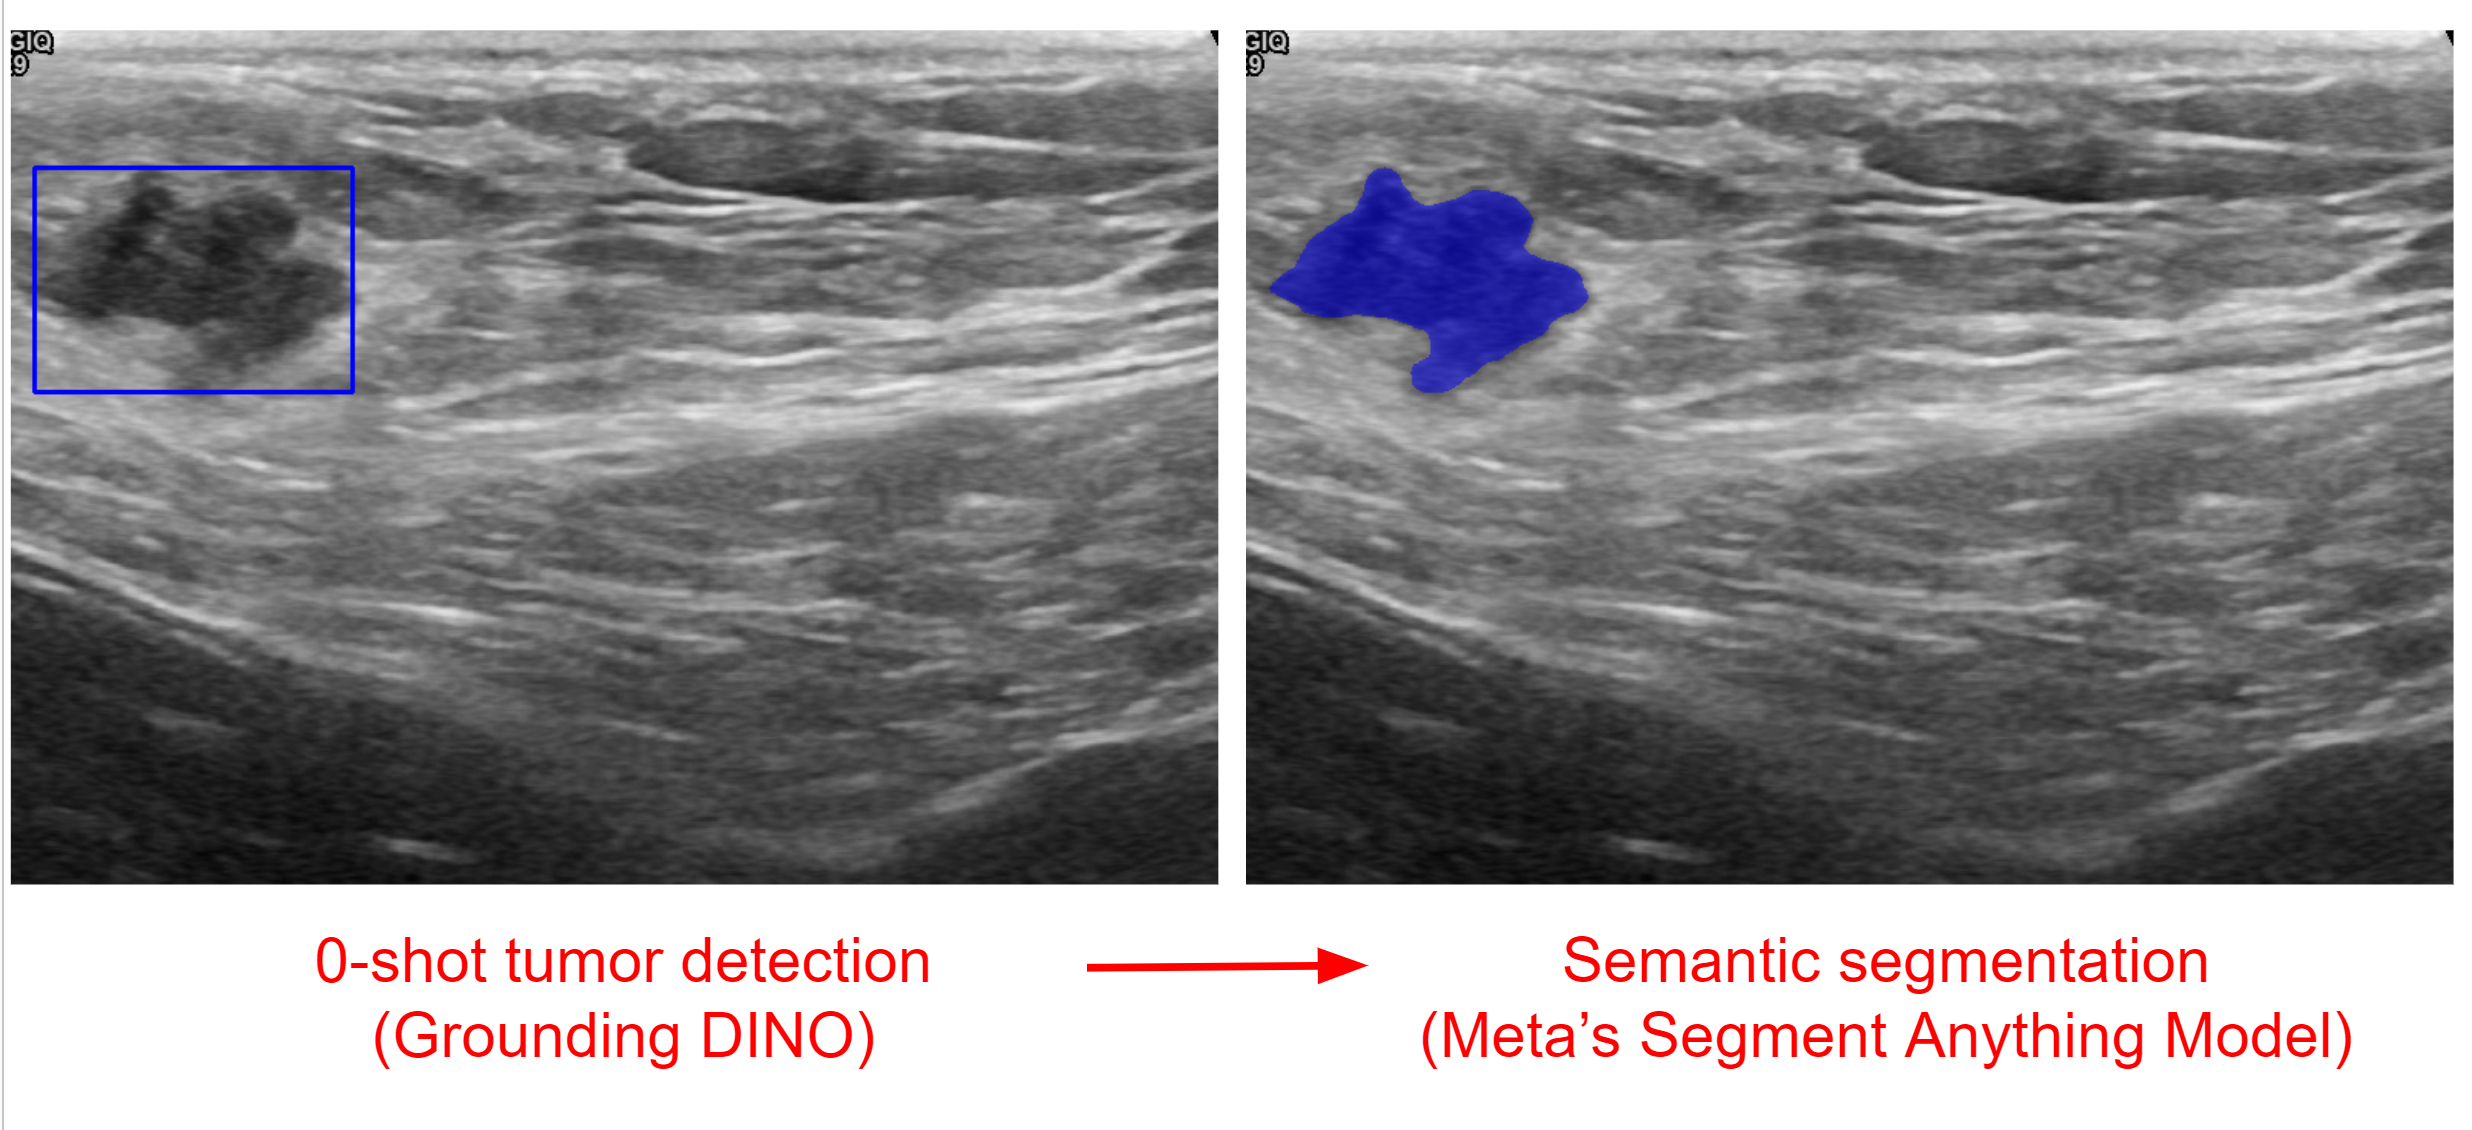 GIQ
:9
GIQ
:9
0-shot tumor detection
(Grounding DINO)
Semantic segmentation
(Meta’s Segment Anything Model)